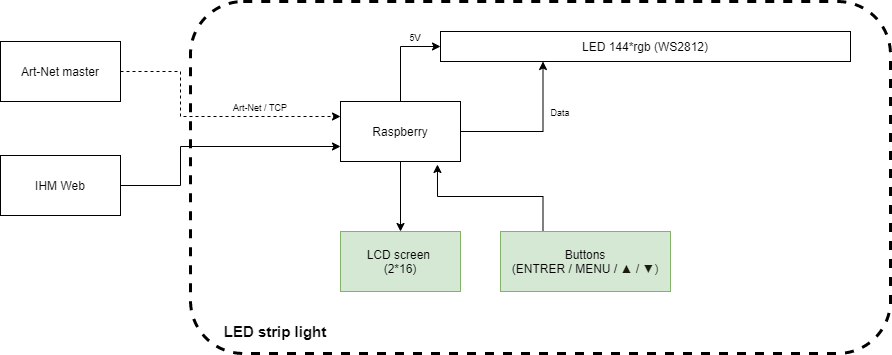 5V
LED 144*rgb (WS2812)
Art-Net master
Art-Net / TCP
Data
Raspberry
IHM Web
LCD screen
(2*16)
Buttons
(ENTRER / MENU / ▲ / ▼)
LED strip light